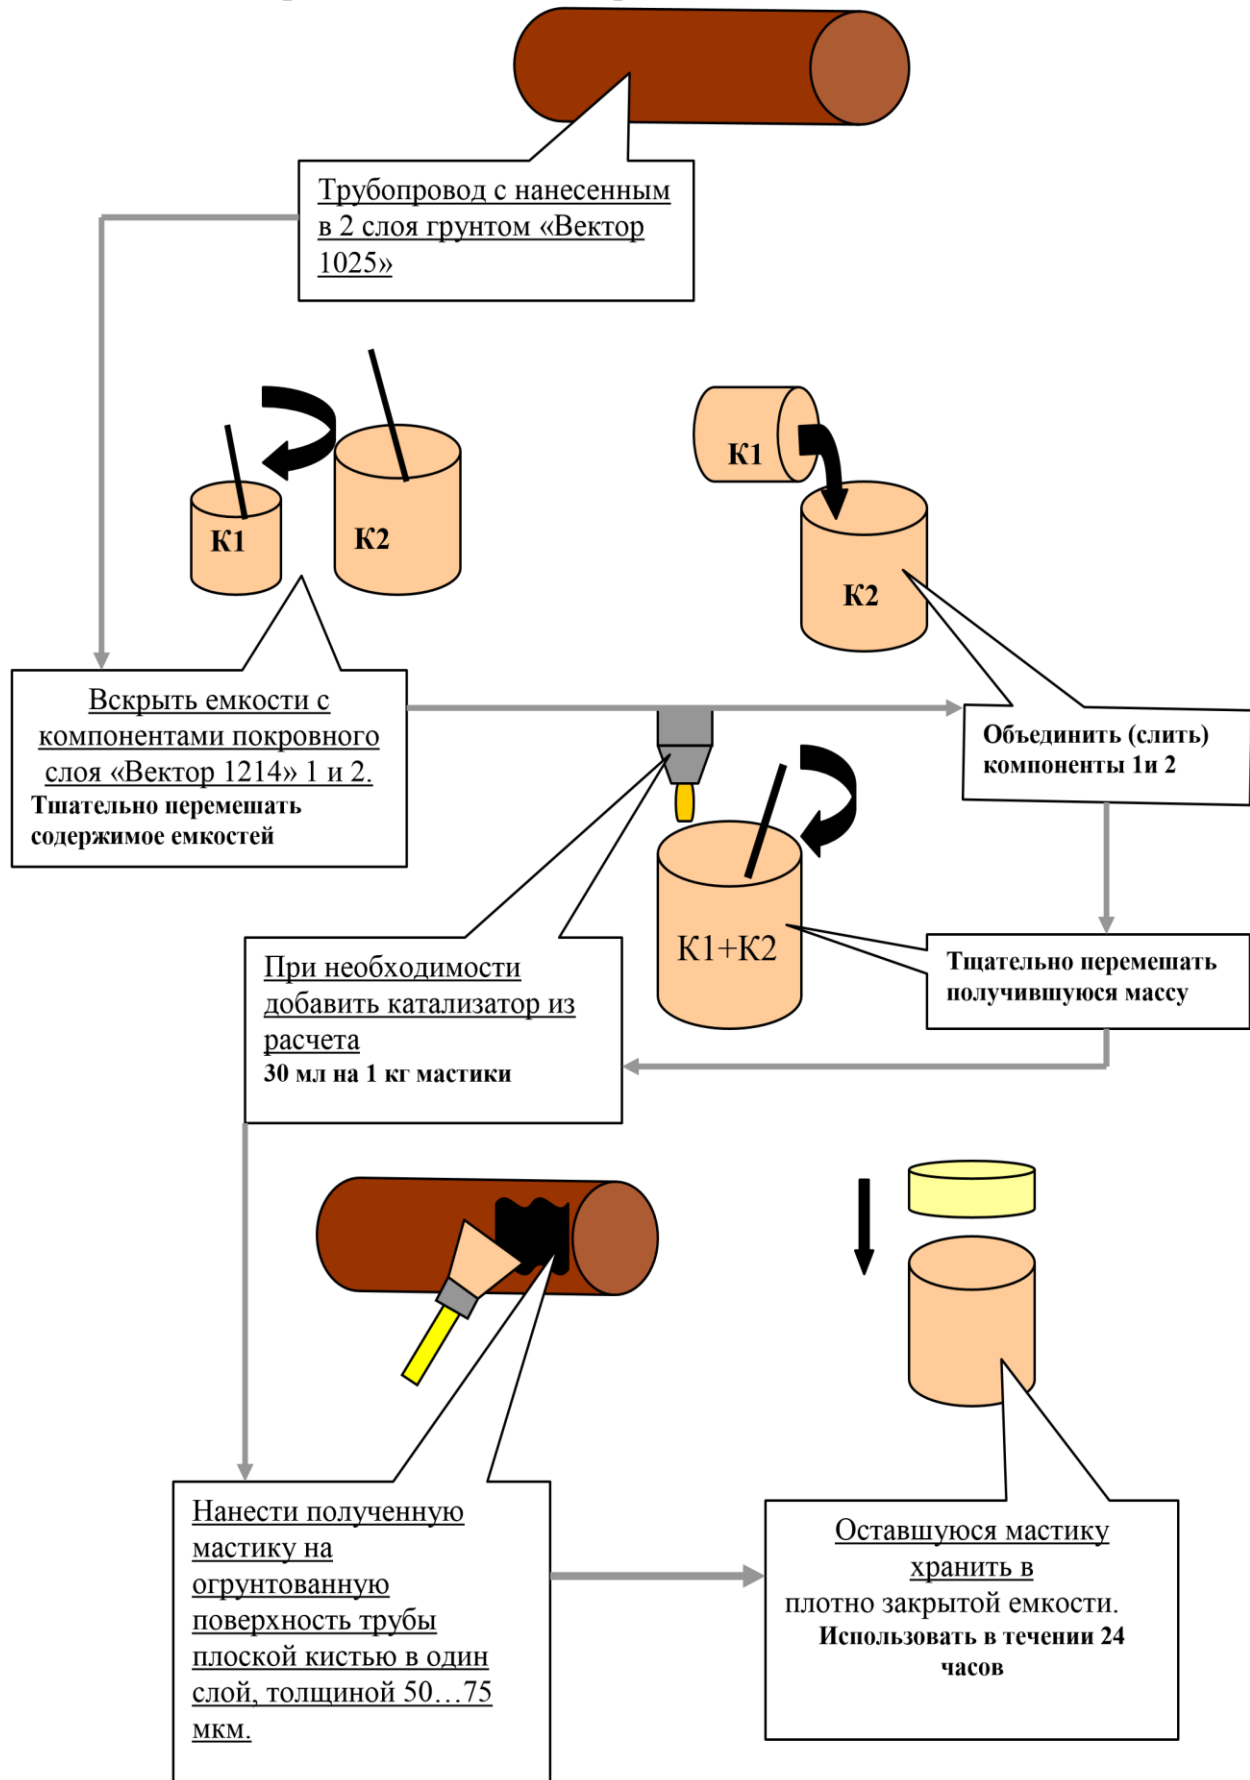 Трубопровод с нанесенным
в 2 слоя грунтом «Вектор
1025»
К1
К2
К1
К2
Вскрыть емкости с
компонентами покровного
слоя «Вектор 1214» 1 и 2.
Тшательно перемешать
содержимое емкостей
Объединить (слить)
компоненты 1и 2
К1+К2
Тщательно перемешать
получившуюся массу
При необходимости
добавить катализатор из
расчета
30 мл на 1 кг мастики
Нанести полученную
мастику на
огрунтованную
поверхность трубы
плоской кистью в один
слой, толщиной 50…75
мкм.
Оставшуюся мастику
хранить в
плотно закрытой емкости.
Использовать в течении 24
часов